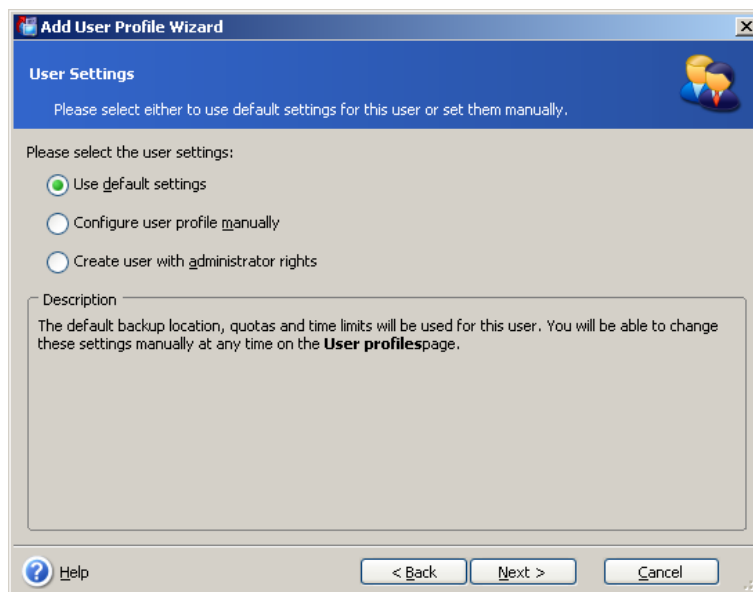 Add User Profile Wizard
User Settings
Please select either to use default settings for this user or set them manually.
Please select the user settings:
Use default settings
Configure user profile manually
Create user with administrator rights
Description
The default backup location, quotas and time limits will be used for this user. You will be able to change
these settings manually at any time on the User profilespage.
Help
< Back
Next >
Cancel